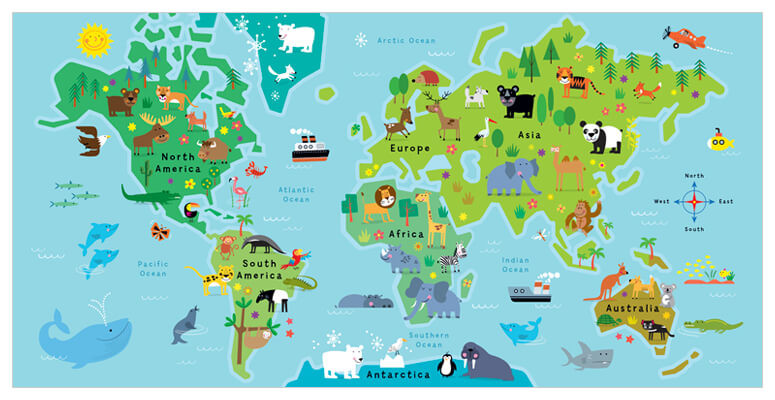 Arctic Ocean
North
America
Europe
Asia
Atlantic
Ocean
Africa
North
West
East
South
Pacific
Ocean
South
America
Indian
Ocean
Australia
Southern
Ocean
Antarctica